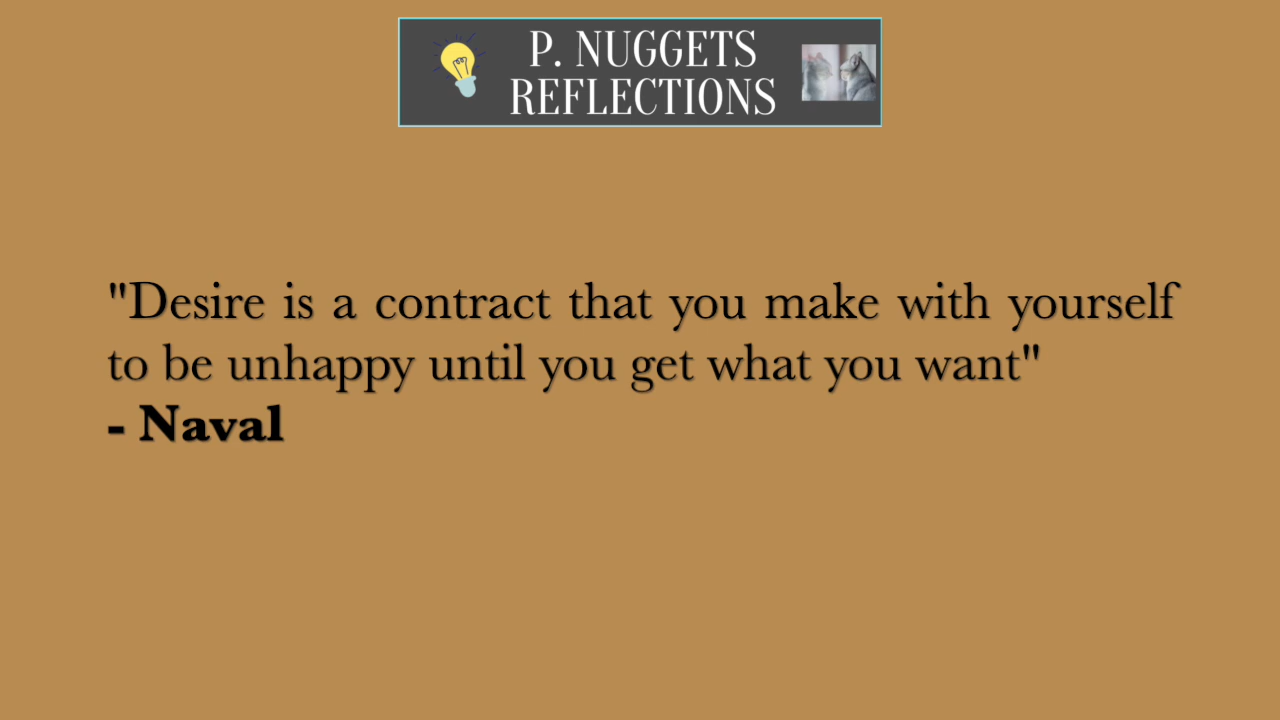 P. NUGGETS
REFLECTIONS
"Desire is a contract that you make with yourself
to be unhappy until you get what you want"
- Naval